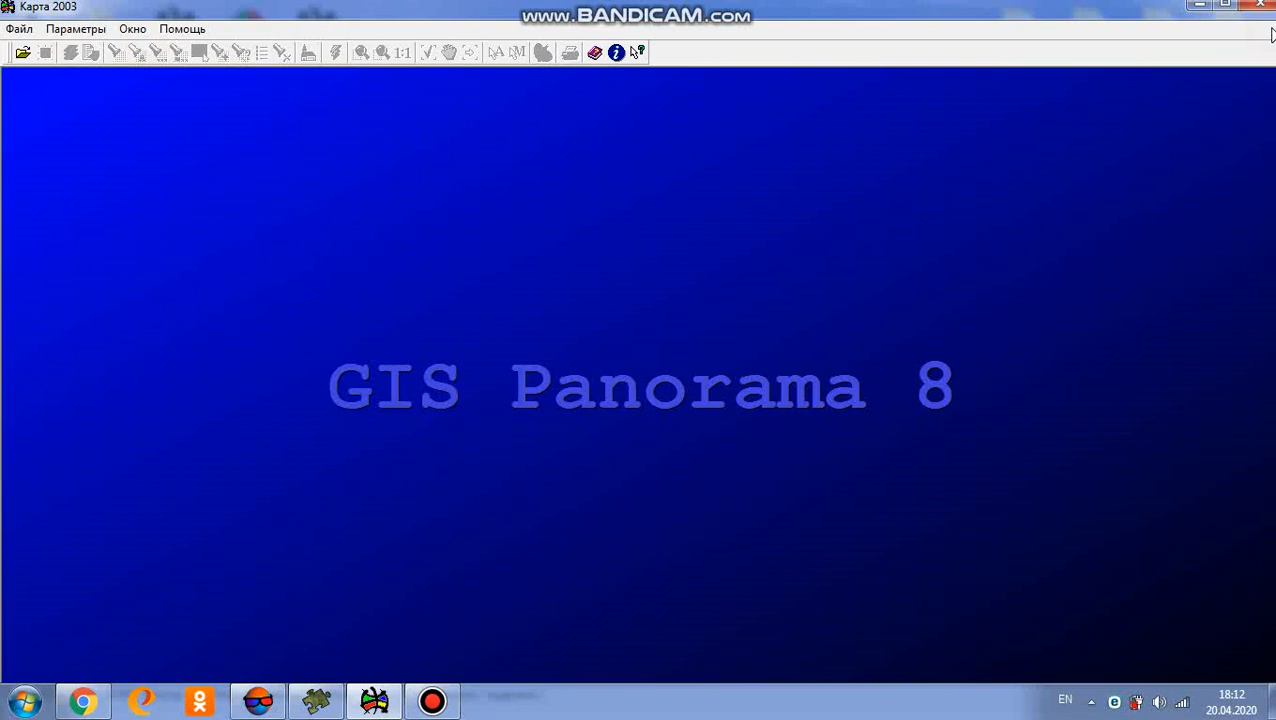 Карта 2003
www.BANDICAM.com
Файл Параметры Окно Помощь
1:1
GIS Panorama 8
EN
18:12
20.04.2020